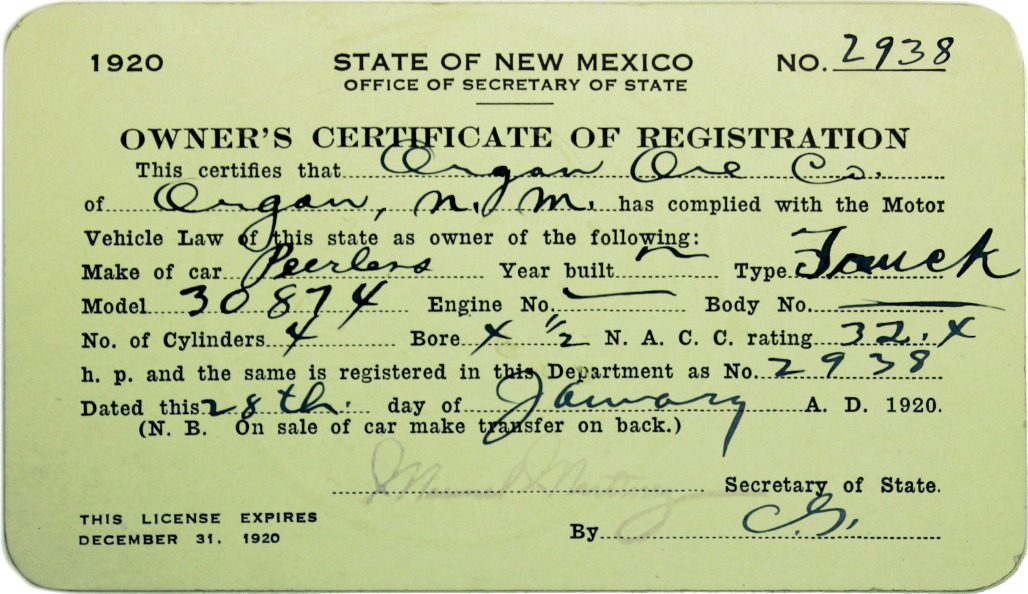 1920 STATE OF NEW MEXICO NO. 2938
OFFICE OF SECRETARY OF STATE
OWNER'S CERTIFICATE OF REGISTRATION
This certifies that Organ Ore Co.
of Organ, N. M. has complied with the Motor
Vehicle Law of this state as owner of the following:
Make of car Peerless Year built Type Truck
Model 30874 Engine No. Body No.
No. of Cylinders 4 Bore 4 1/2 N. A. C. C. rating 32.4
h. p. and the same is registered in this Department as No. 2938
Dated this 28th. day of January A. D. 1920.
(N. B. On sale of car make transfer on back.)
Manuel Martinez Secretary of State.
THIS LICENSE EXPIRES
DECEMBER 31, 1920
By